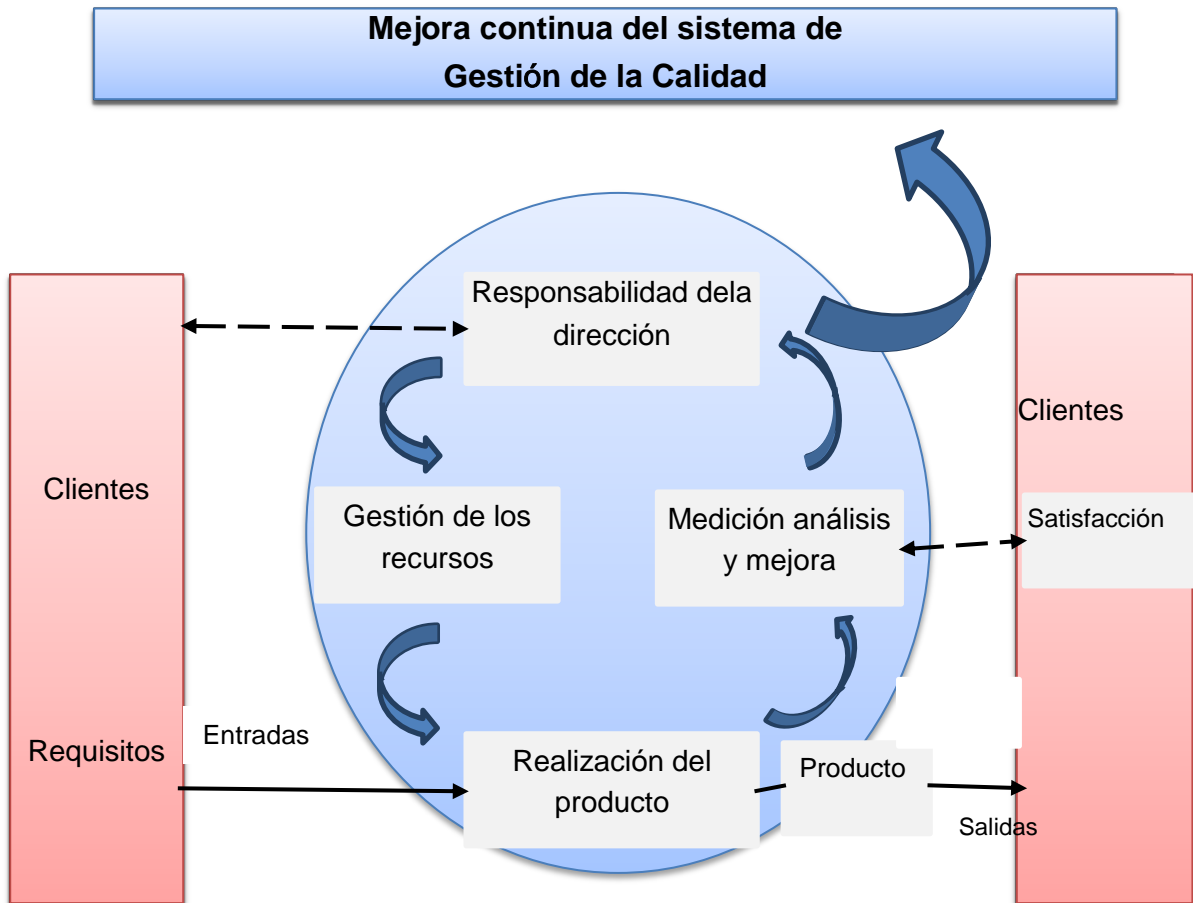 Mejora continua del sistema de
Gestión de la Calidad
Responsabilidad dela
dirección
Clientes
Clientes
Gestión de los
recursos
Medición análisis
y mejora
Satisfacción
Requisitos
Entradas
Realización del
producto
Producto
Salidas